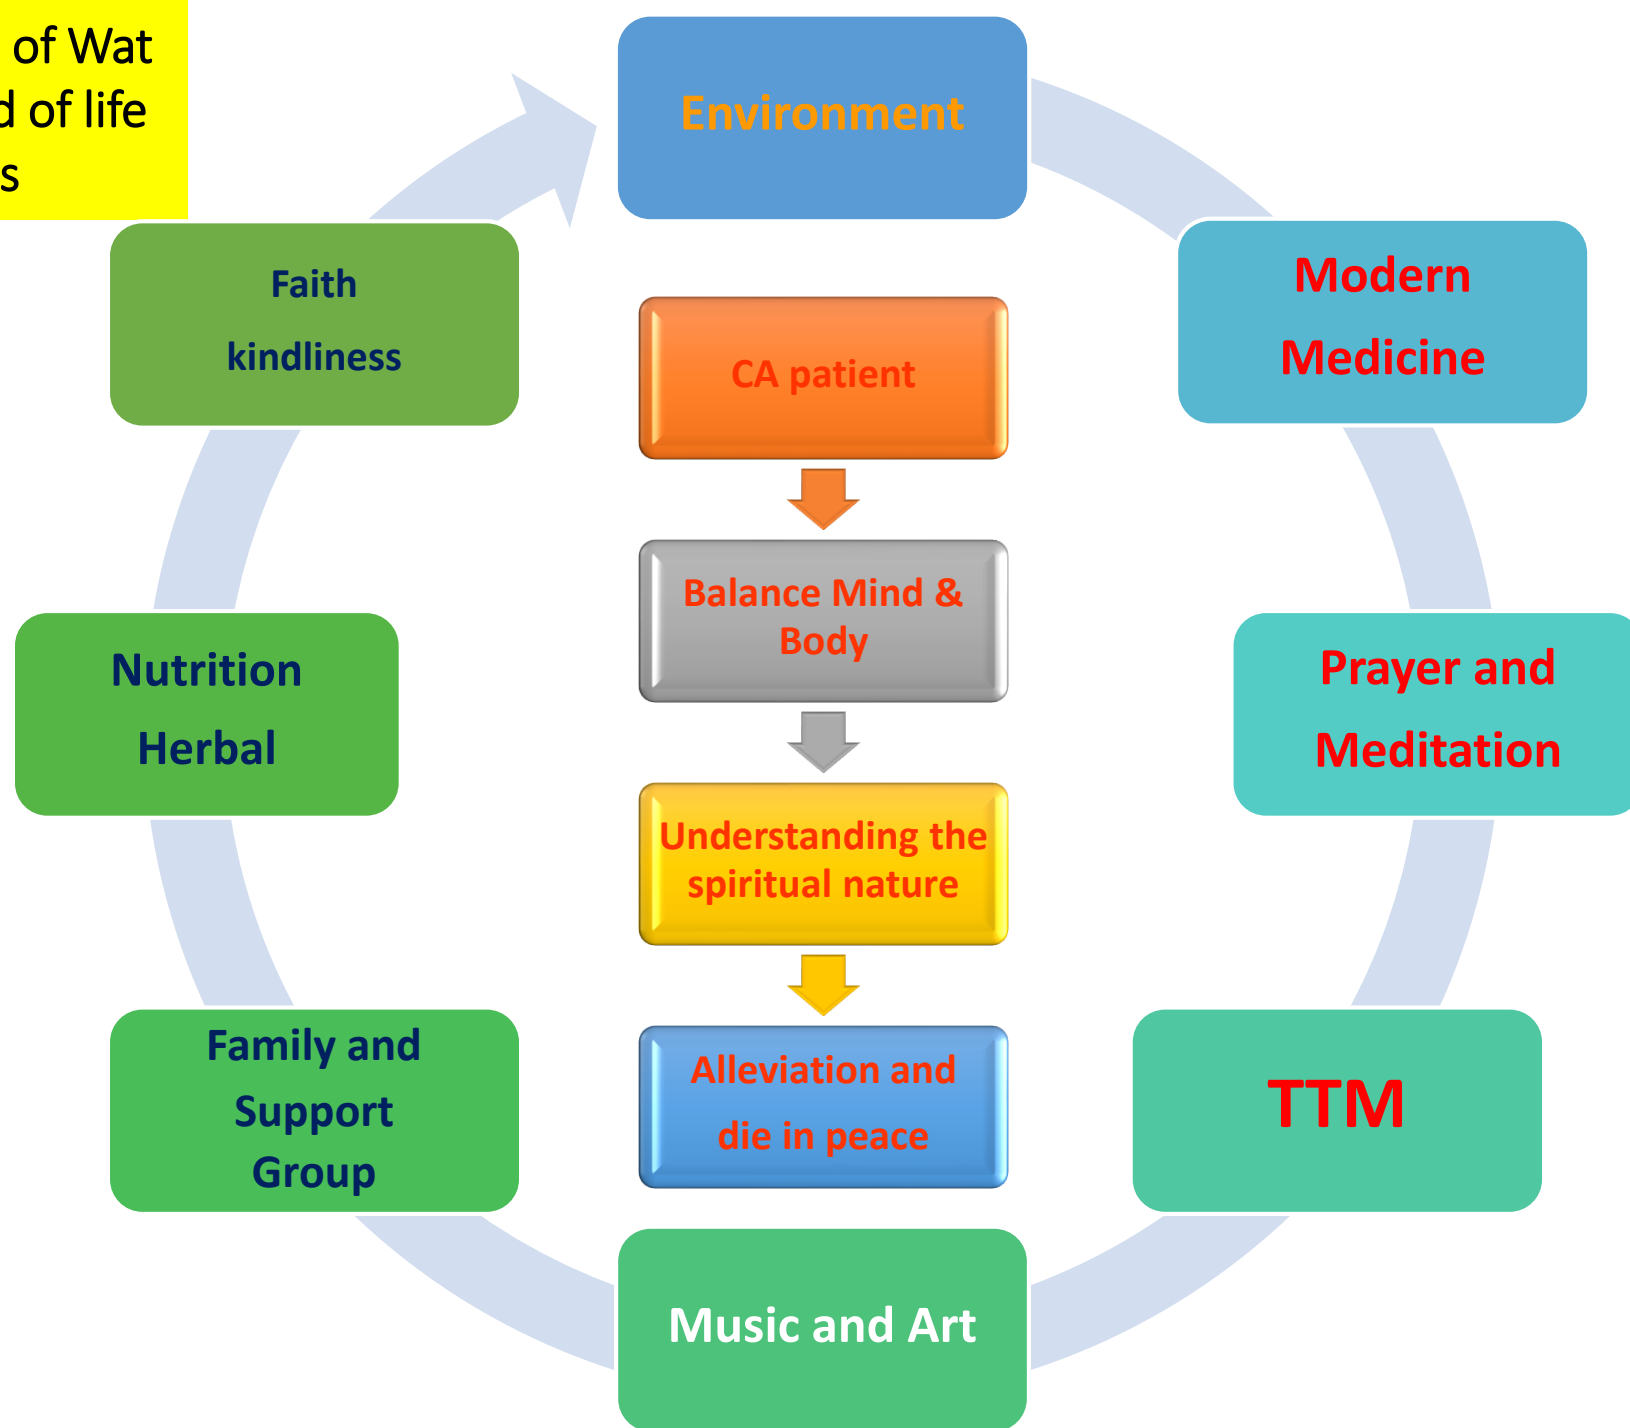 of Wat
of life
Environment
Modern
Medicine
Prayer and
Meditation
TTM
Music and Art
Family and
Support
Group
Nutrition
Herbal
Faith
kindliness
CA patient
Balance Mind &
Body
Understanding the
spiritual nature
Alleviation and
die in peace